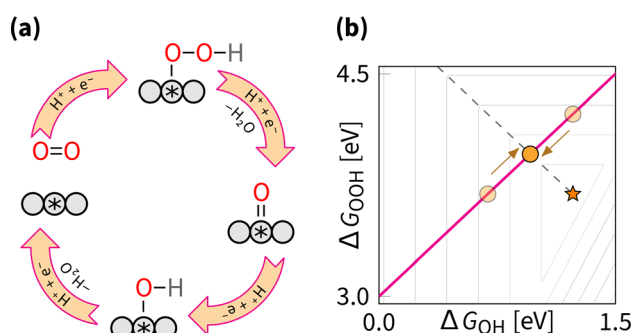 (a)
O–O–H
*
H⁺ + e⁻
H⁺ + e⁻
–H₂O
O=O
*
O
*
H⁺ + e⁻
–H₂O
H⁺ + e⁻
O–H
*
(b)
4.5
ΔG_OOH [eV]
3.0
0.0
ΔG_OH [eV]
1.5